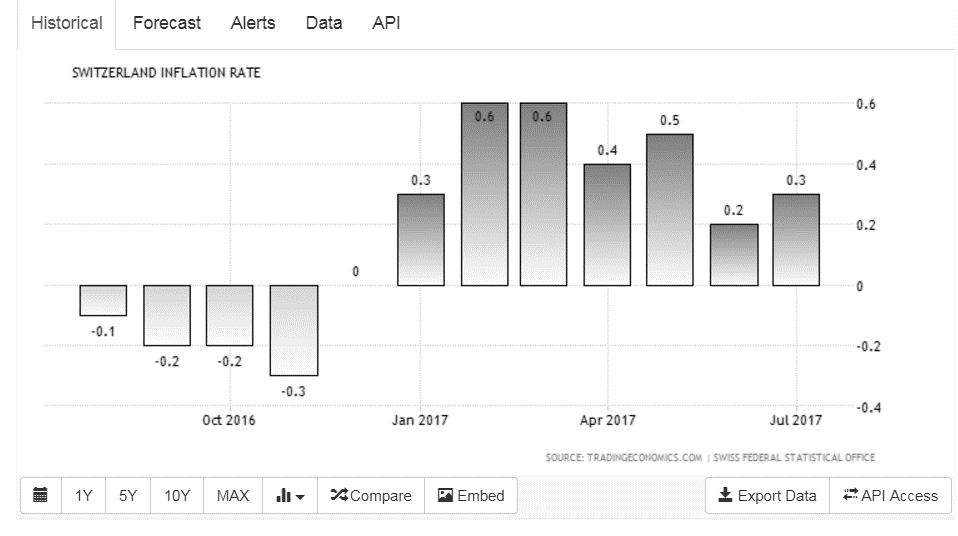 Historical Forecast Alerts Data API
SWITZERLAND INFLATION RATE
0.6 0.6 0.6
0.5
0.4 0.4
0.3 0.3
0.2 0.2
0 0
-0.1
-0.2 -0.2 -0.2
-0.3
-0.4
Oct 2016 Jan 2017 Apr 2017 Jul 2017
SOURCE: TRADINGECONOMICS.COM | SWISS FEDERAL STATISTICAL OFFICE
1Y 5Y 10Y MAX Compare Embed Export Data API Access